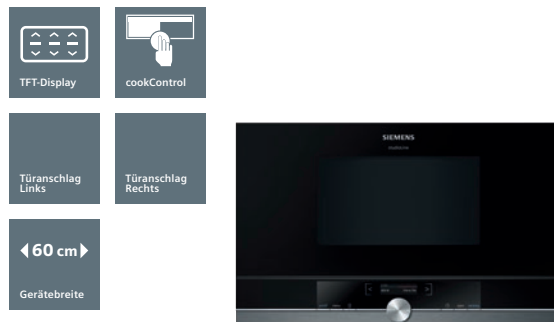 TFT-Display
cookControl
Türanschlag
Links
Türanschlag
Rechts
60 cm
Gerätebreite
SIEMENS